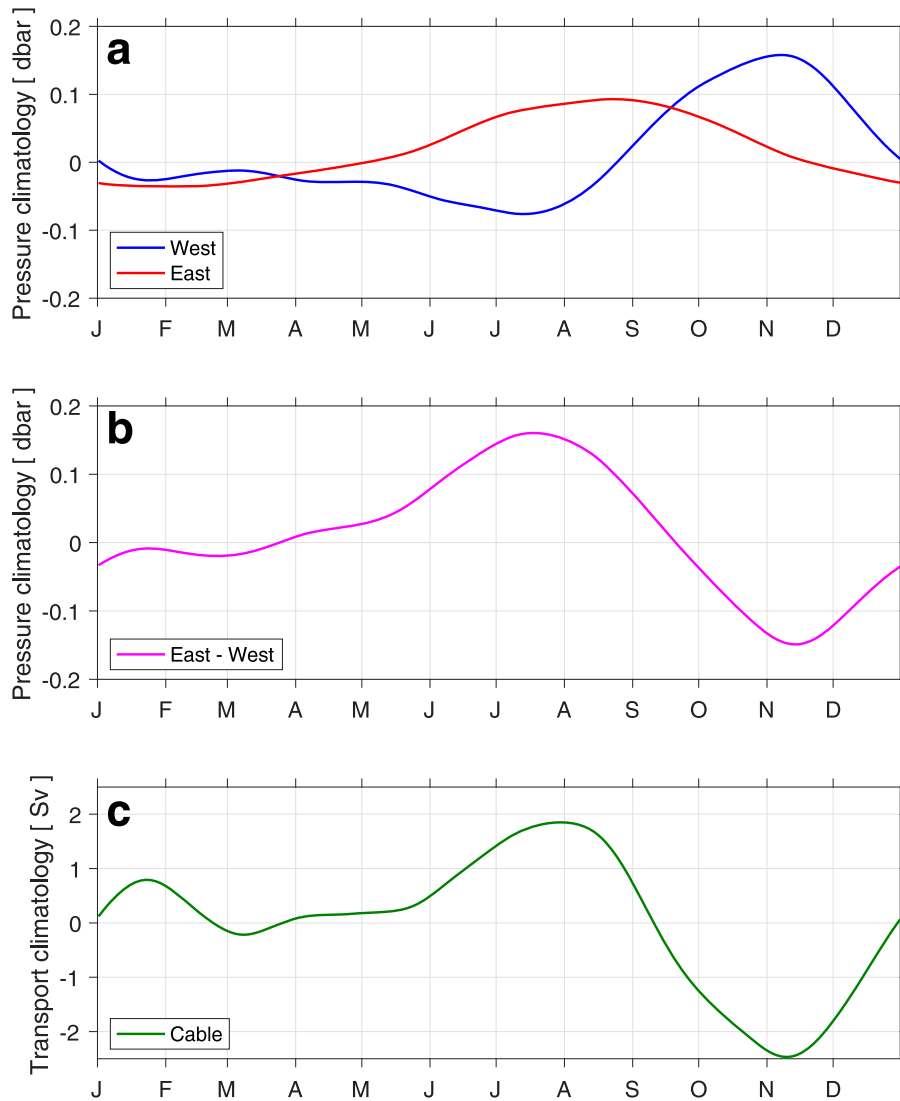 a
Pressure climatology [ dbar ]
0.2
0.1
0
-0.1
-0.2
West
East
J F M A M J J A S O N D
b
Pressure climatology [ dbar ]
0.2
0.1
0
-0.1
-0.2
East - West
J F M A M J J A S O N D
c
Transport climatology [ Sv ]
2
1
0
-1
-2
Cable
J F M A M J J A S O N D